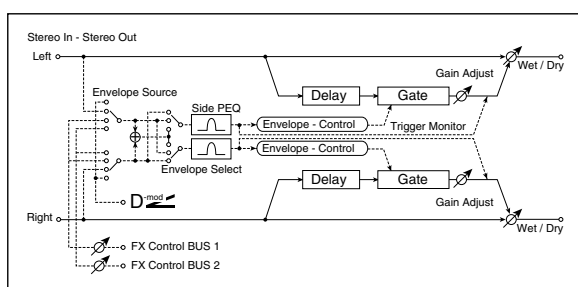 Stereo In - Stereo Out
Left
Wet / Dry
Envelope Source
Side PEQ
Delay
Gate
Gain Adjust
Envelope - Control
Trigger Monitor
Envelope - Control
Envelope Select
D-mod
Delay
Gate
Gain Adjust
Right
Wet / Dry
FX Control BUS 1
FX Control BUS 2